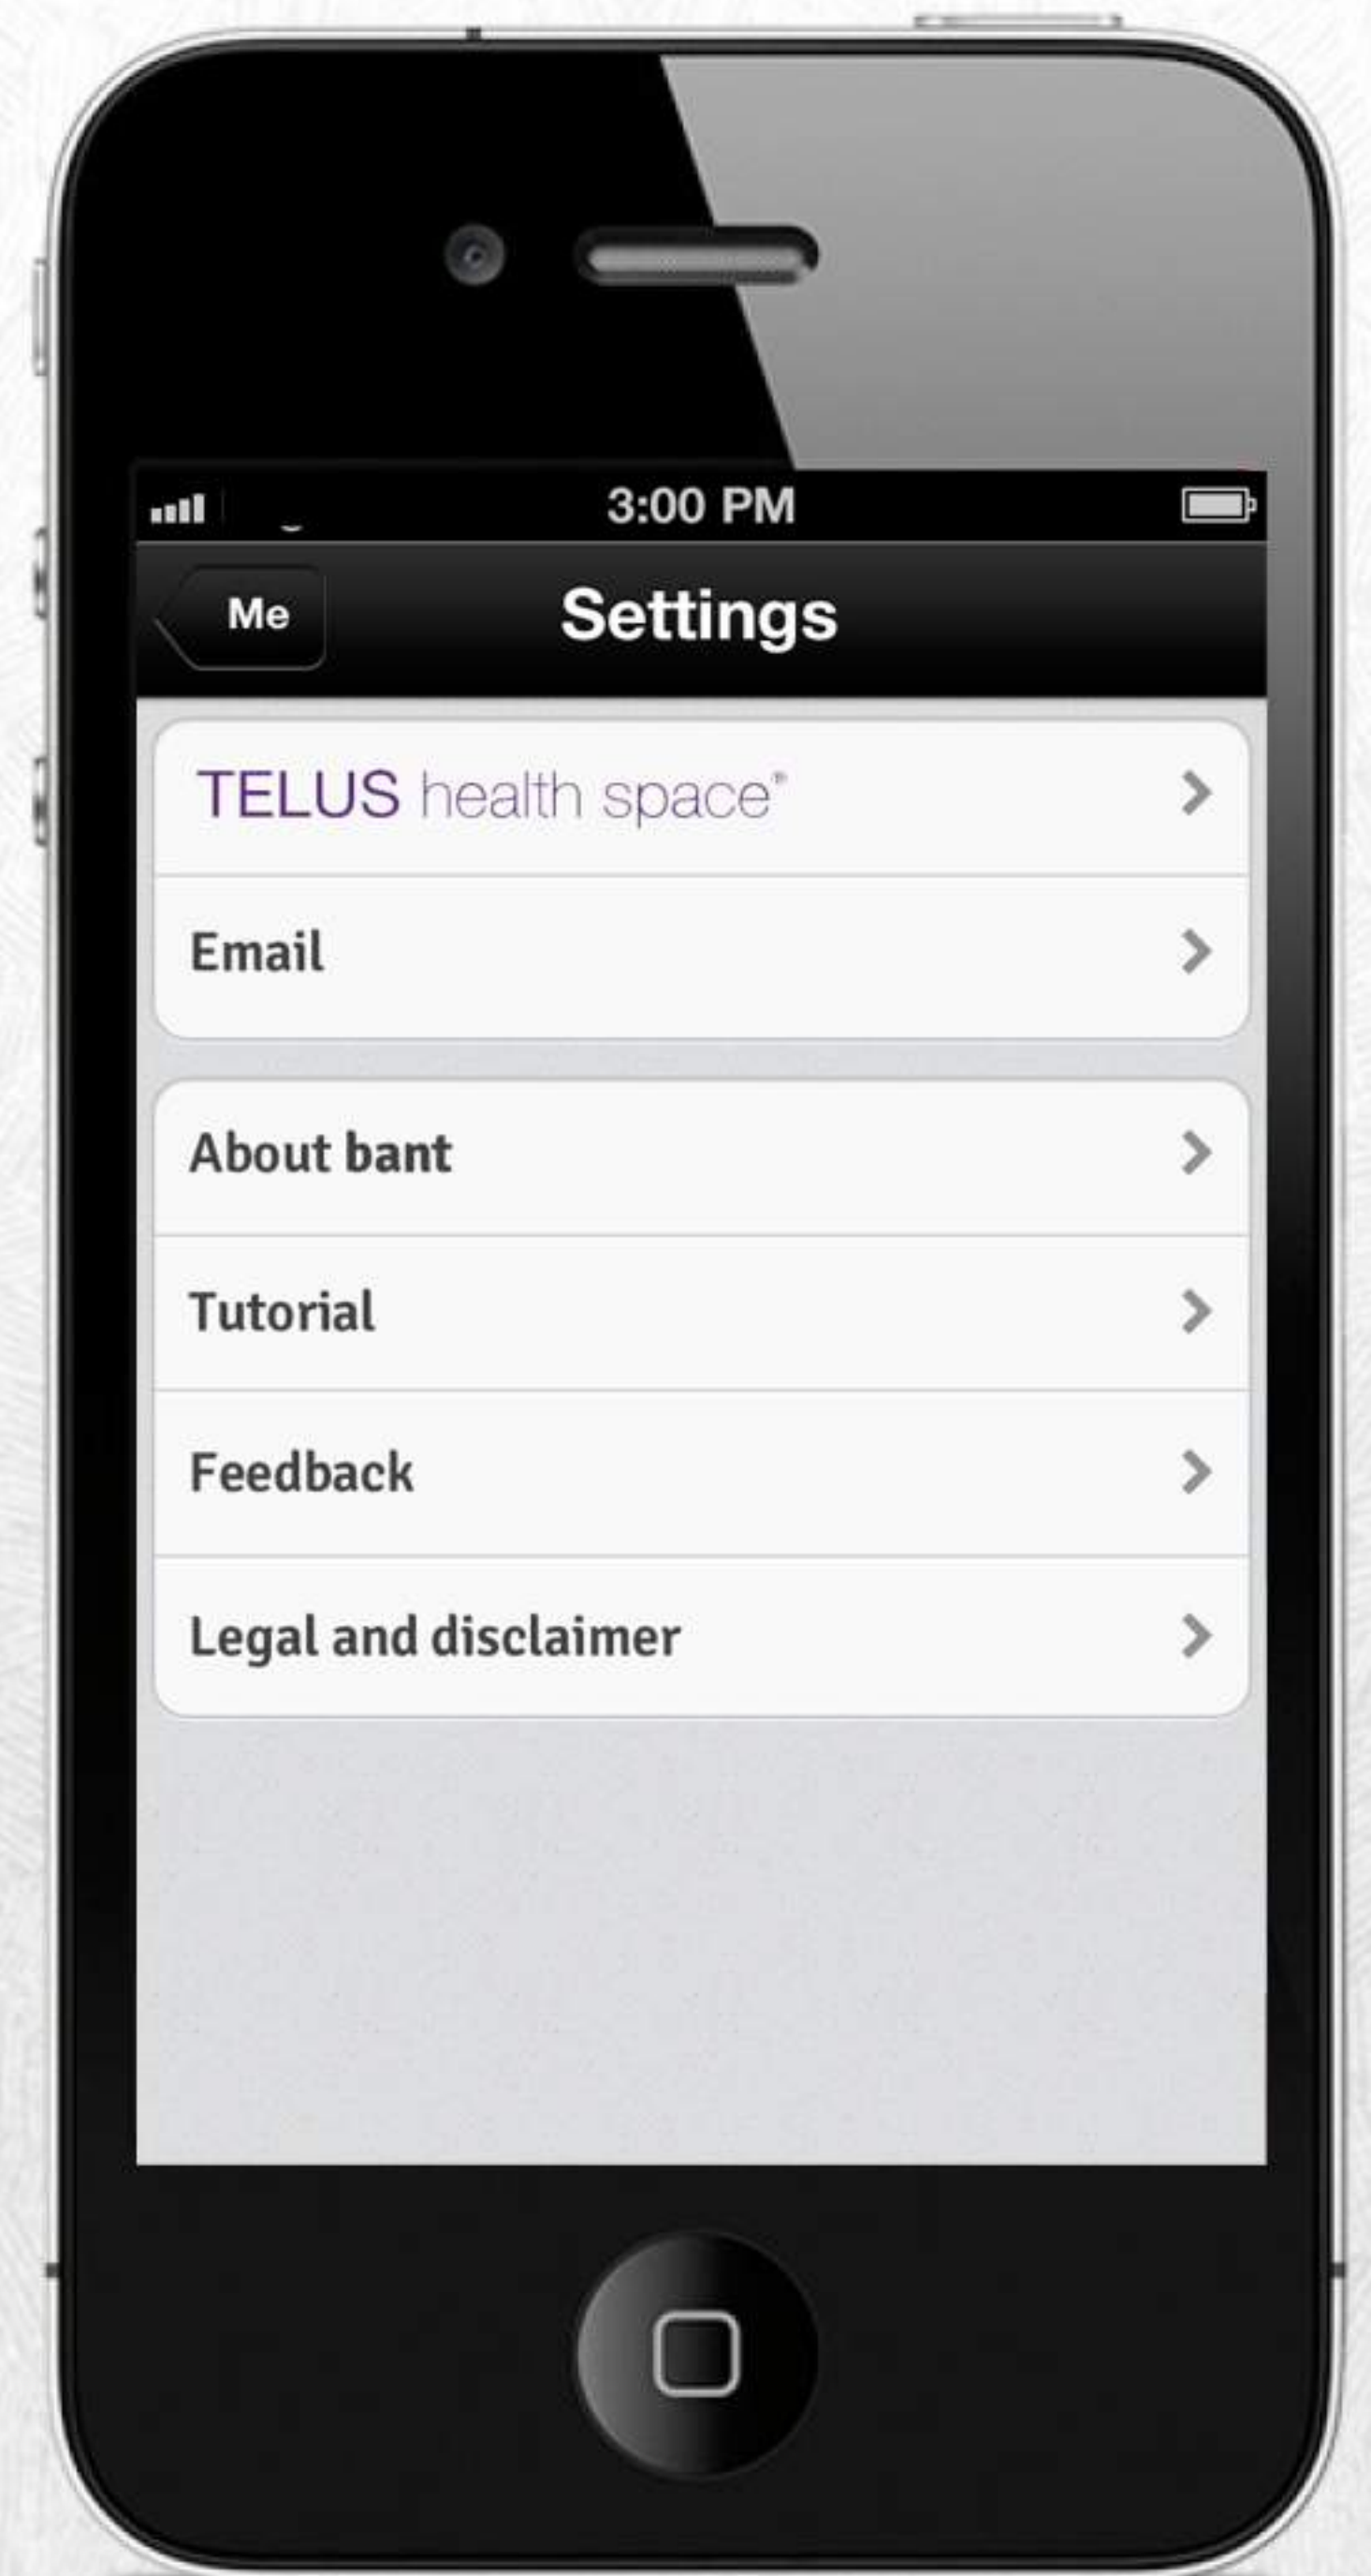 3:00 PM
Me
Settings
TELUS health space®
Email
About bant
Tutorial
Feedback
Legal and disclaimer